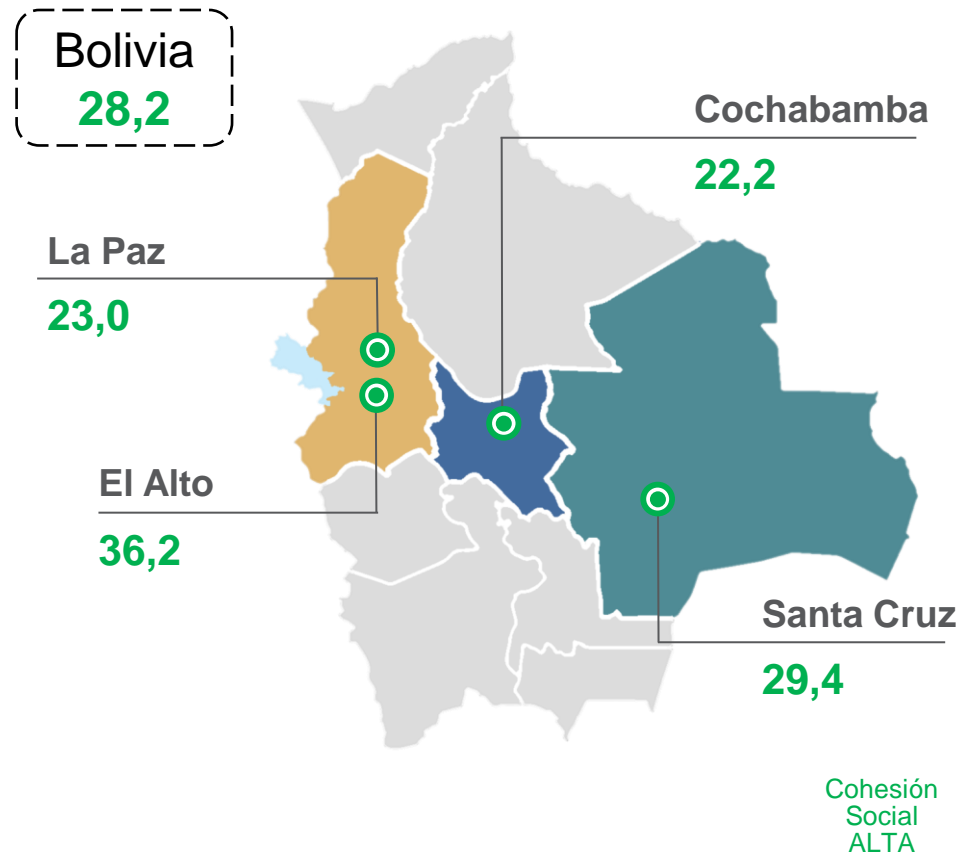 Bolivia
28,2
Cochabamba
22,2
La Paz
23,0
El Alto
36,2
Santa Cruz
29,4
Cohesión
Social
ALTA